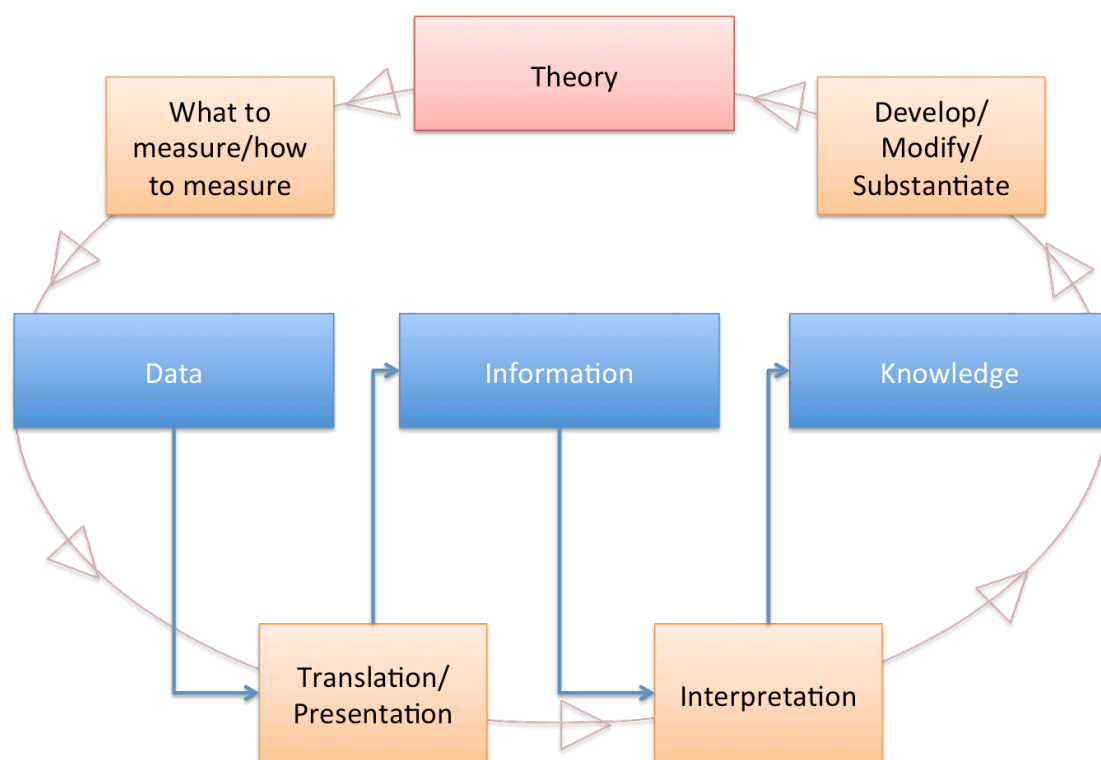 Theory
What to
measure/how
to measure
Develop/
Modify/
Substantiate
Data
Information
Knowledge
Translation/
Presentation
Interpretation